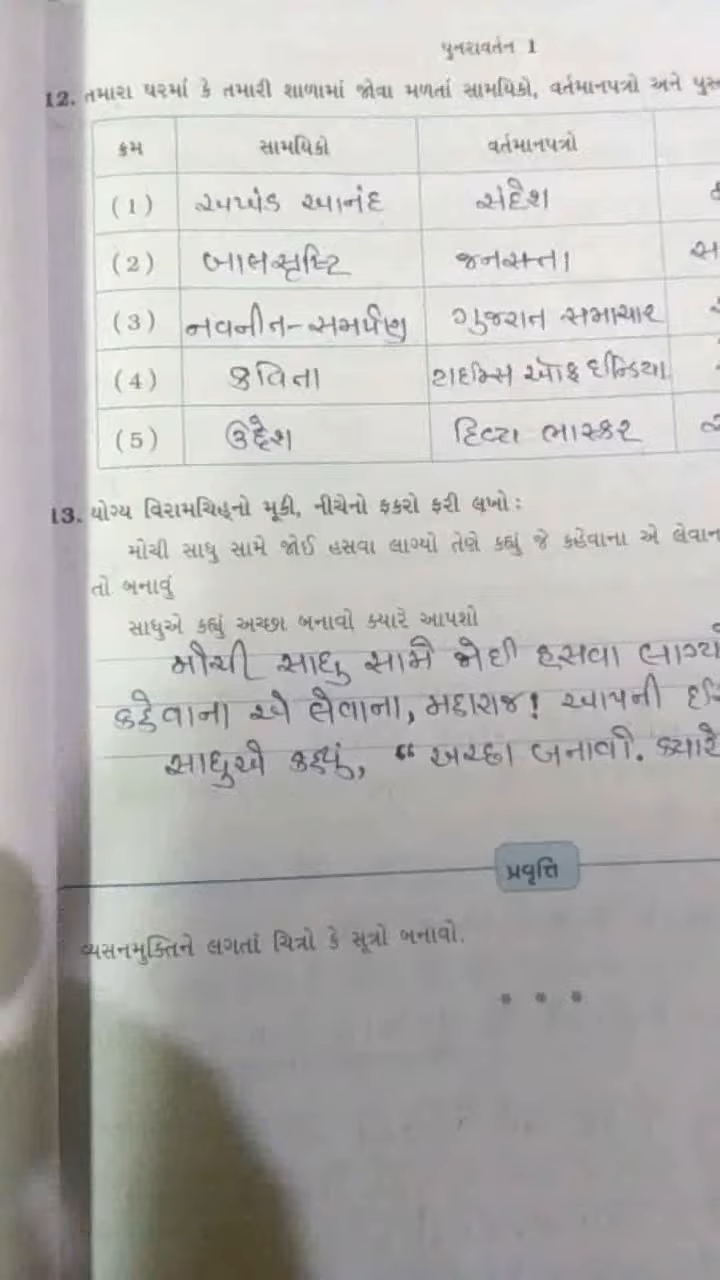 પુનરાવર્તન 1
12. તમારા ઘરમાં કે તમારી શાળામાં જોવા મળતાં સામયિકો, વર્તમાનપત્રો અને
ક્રમ સામયિકો વર્તમાનપત્રો
(1) અખંડ આનંદ સંદેશ
(2) બાલસૃષ્ટિ જનસત્તા
(3) નવનીત-સમર્પણ ગુજરાત સમાચાર
(4) કવિતા ટાઇમ્સ ઑફ ઇન્ડિયા
(5) ઉદ્દેશ દિવ્ય ભાસ્કર
13. યોગ્ય વિરામચિહ્નો મૂકી, નીચેનો ફકરો ફરી લખો :
મોચી સાધુ સામે જોઈ હસવા લાગ્યો તેણે કહ્યું જે કહેવાના એ
તો બનાવું
સાધુએ કહ્યું અચ્છા બનાવો ક્યારે આપશો
મોચી સાધુ સામે જોઈ હસવા
કહેવાના એ લેવાના, મહારાજ! આપની
સાધુએ કહ્યું, “અચ્છા બનાવો. ક્યારે
પ્રવૃત્તિ
વ્યસનમુક્તિને લગતાં ચિત્રો કે સૂત્રો બનાવો.